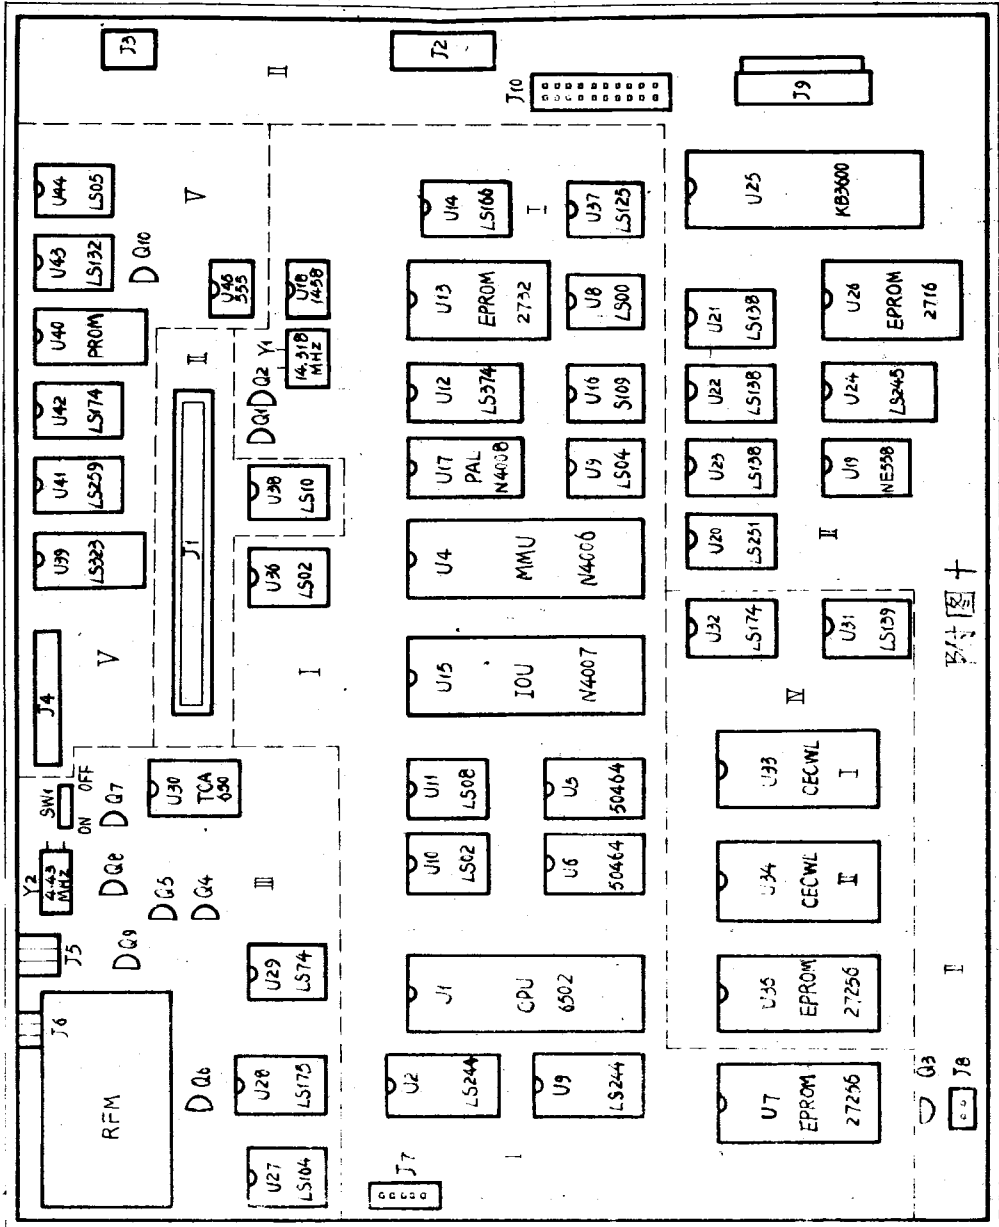 RFM
J6
J5
Y2
4.43
MHZ
SW1
ON
OFF
J4
U39
LS323
U41
LS259
U42
LS174
U40
PROM
U43
LS132
U44
LS05
J3
Q9
Q8
Q7
V
Q10
V
Q6
Q5
Q4
U30
TCA
650
J1
II
U46
555
II
U27
LS104
U28
LS175
U29
LS74
III
U36
LS02
U38
LS10
Q1
Q2
Y1
14.318
MHZ
U18
1458
I
J7
U2
LS244
J1
CPU
6502
U10
LS02
U11
LS08
U15
IOU
N4007
U4
MMU
N4006
U17
PAL
N4008
U12
LS374
U13
EPROM
2732
U14
LS166
J2
I
I
J10
U3
LS244
U6
50464
U5
50464
U9
LS04
U16
S109
U8
LS00
U37
LS125
U7
EPROM
27256
U35
EPROM
27256
U34
CECWL
II
U33
CECWL
I
IV
U32
LS174
U20
LS251
U23
LS138
U22
LS138
U21
LS138
U25
KB3600
J9
U31
LS139
II
U19
NE558
U24
LS245
U26
EPROM
2716
Q3
J8
II
附图十